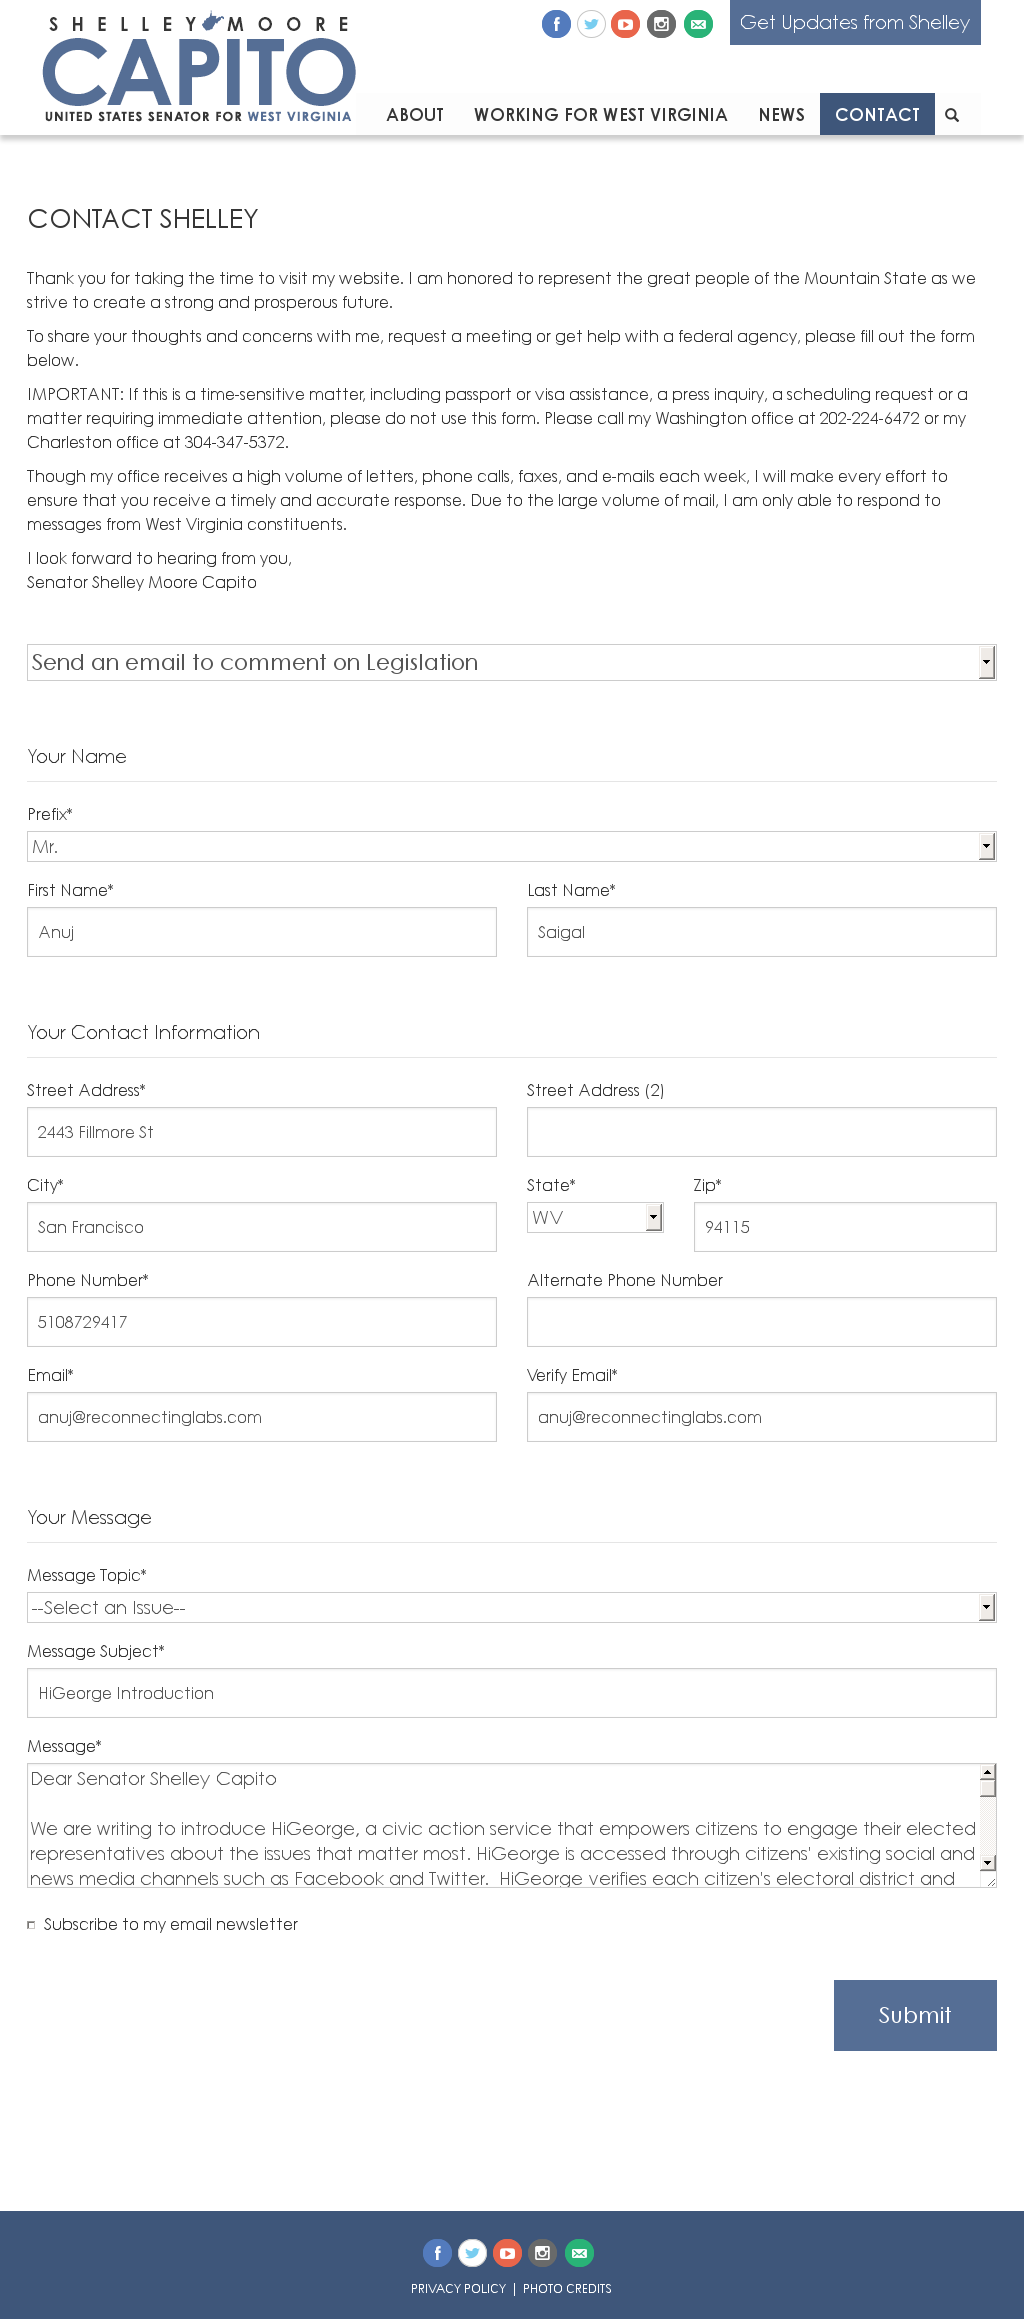 SHELLEY MOORE
CAPITO
UNITED STATES SENATOR FOR WEST VIRGINIA
Get Updates from Shelley
ABOUT WORKING FOR WEST VIRGINIA NEWS CONTACT
CONTACT SHELLEY
Thank you for taking the time to visit my website. I am honored to represent the great people of the Mountain State as we
strive to create a strong and prosperous future.
To share your thoughts and concerns with me, request a meeting or get help with a federal agency, please fill out the form
below.
IMPORTANT: If this is a time-sensitive matter, including passport or visa assistance, a press inquiry, a scheduling request or a
matter requiring immediate attention, please do not use this form. Please call my Washington office at 202-224-6472 or my
Charleston office at 304-347-5372.
Though my office receives a high volume of letters, phone calls, faxes, and e-mails each week, I will make every effort to
ensure that you receive a timely and accurate response. Due to the large volume of mail, I am only able to respond to
messages from West Virginia constituents.
I look forward to hearing from you,
Senator Shelley Moore Capito
Send an email to comment on Legislation
Your Name
Prefix*
Mr.
First Name* Last Name*
Anuj Saigal
Your Contact Information
Street Address* Street Address (2)
2443 Fillmore St
City* State* Zip*
San Francisco WV 94115
Phone Number* Alternate Phone Number
5108729417
Email* Verify Email*
anuj@reconnectinglabs.com anuj@reconnectinglabs.com
Your Message
Message Topic*
--Select an Issue--
Message Subject*
HiGeorge Introduction
Message*
Dear Senator Shelley Capito
We are writing to introduce HiGeorge, a civic action service that empowers citizens to engage their elected
representatives about the issues that matter most. HiGeorge is accessed through citizens' existing social and
news media channels such as Facebook and Twitter.  HiGeorge verifies each citizen's electoral district and
Subscribe to my email newsletter
Submit
PRIVACY POLICY | PHOTO CREDITS